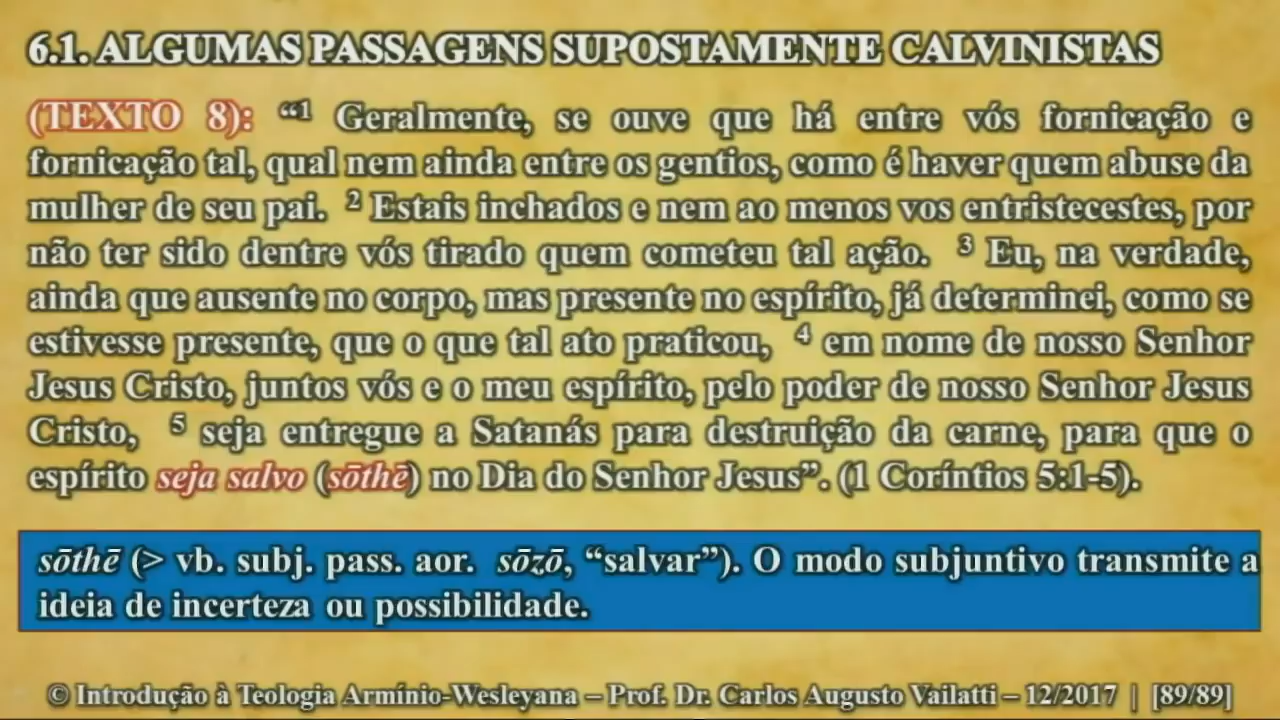 6.1. ALGUMAS PASSAGENS SUPOSTAMENTE CALVINISTAS
(TEXTO 8): “¹ Geralmente, se ouve que há entre vós fornicação e
fornicação tal, qual nem ainda entre os gentios, como é haver quem abuse da
mulher de seu pai. ² Estais inchados e nem ao menos vos entristecestes, por
não ter sido dentre vós tirado quem cometeu tal ação. ³ Eu, na verdade,
ainda que ausente no corpo, mas presente no espírito, já determinei, como se
estivesse presente, que o que tal ato praticou, ⁴ em nome de nosso Senhor
Jesus Cristo, juntos vós e o meu espírito, pelo poder de nosso Senhor Jesus
Cristo, ⁵ seja entregue a Satanás para destruição da carne, para que o
espírito seja salvo (sōthē) no Dia do Senhor Jesus”. (1 Coríntios 5:1-5).
sōthē (> vb. subj. pass. aor. sōzō, “salvar”). O modo subjuntivo transmite a
ideia de incerteza ou possibilidade.
© Introdução à Teologia Armínio-Wesleyana – Prof. Dr. Carlos Augusto Vailatti – 12/2017 | [89/89]